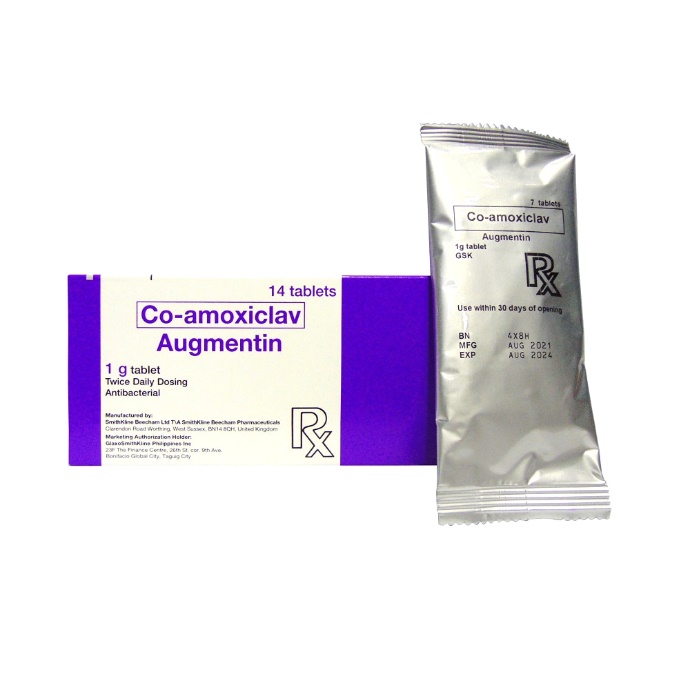 14 tablets
Co-amoxiclav
Augmentin
1 g tablet
Twice Daily Dosing
Antibacterial
Manufactured by:
SmithKline Beecham Ltd T\A SmithKline Beecham Pharmaceuticals
Clarendon Road Worthing, West Sussex, BN14 8QH, United Kingdom
Marketing Authorization Holder:
GlaxoSmithKline Philippines Inc
23F The Finance Centre, 26th St. cor. 9th Ave.
Bonifacio Global City, Taguig City
Rx
7 tablets
Co-amoxiclav
Augmentin
1g tablet
GSK
Rx
Use within 30 days of opening
BN 4X8H
MFG AUG 2021
EXP AUG 2024